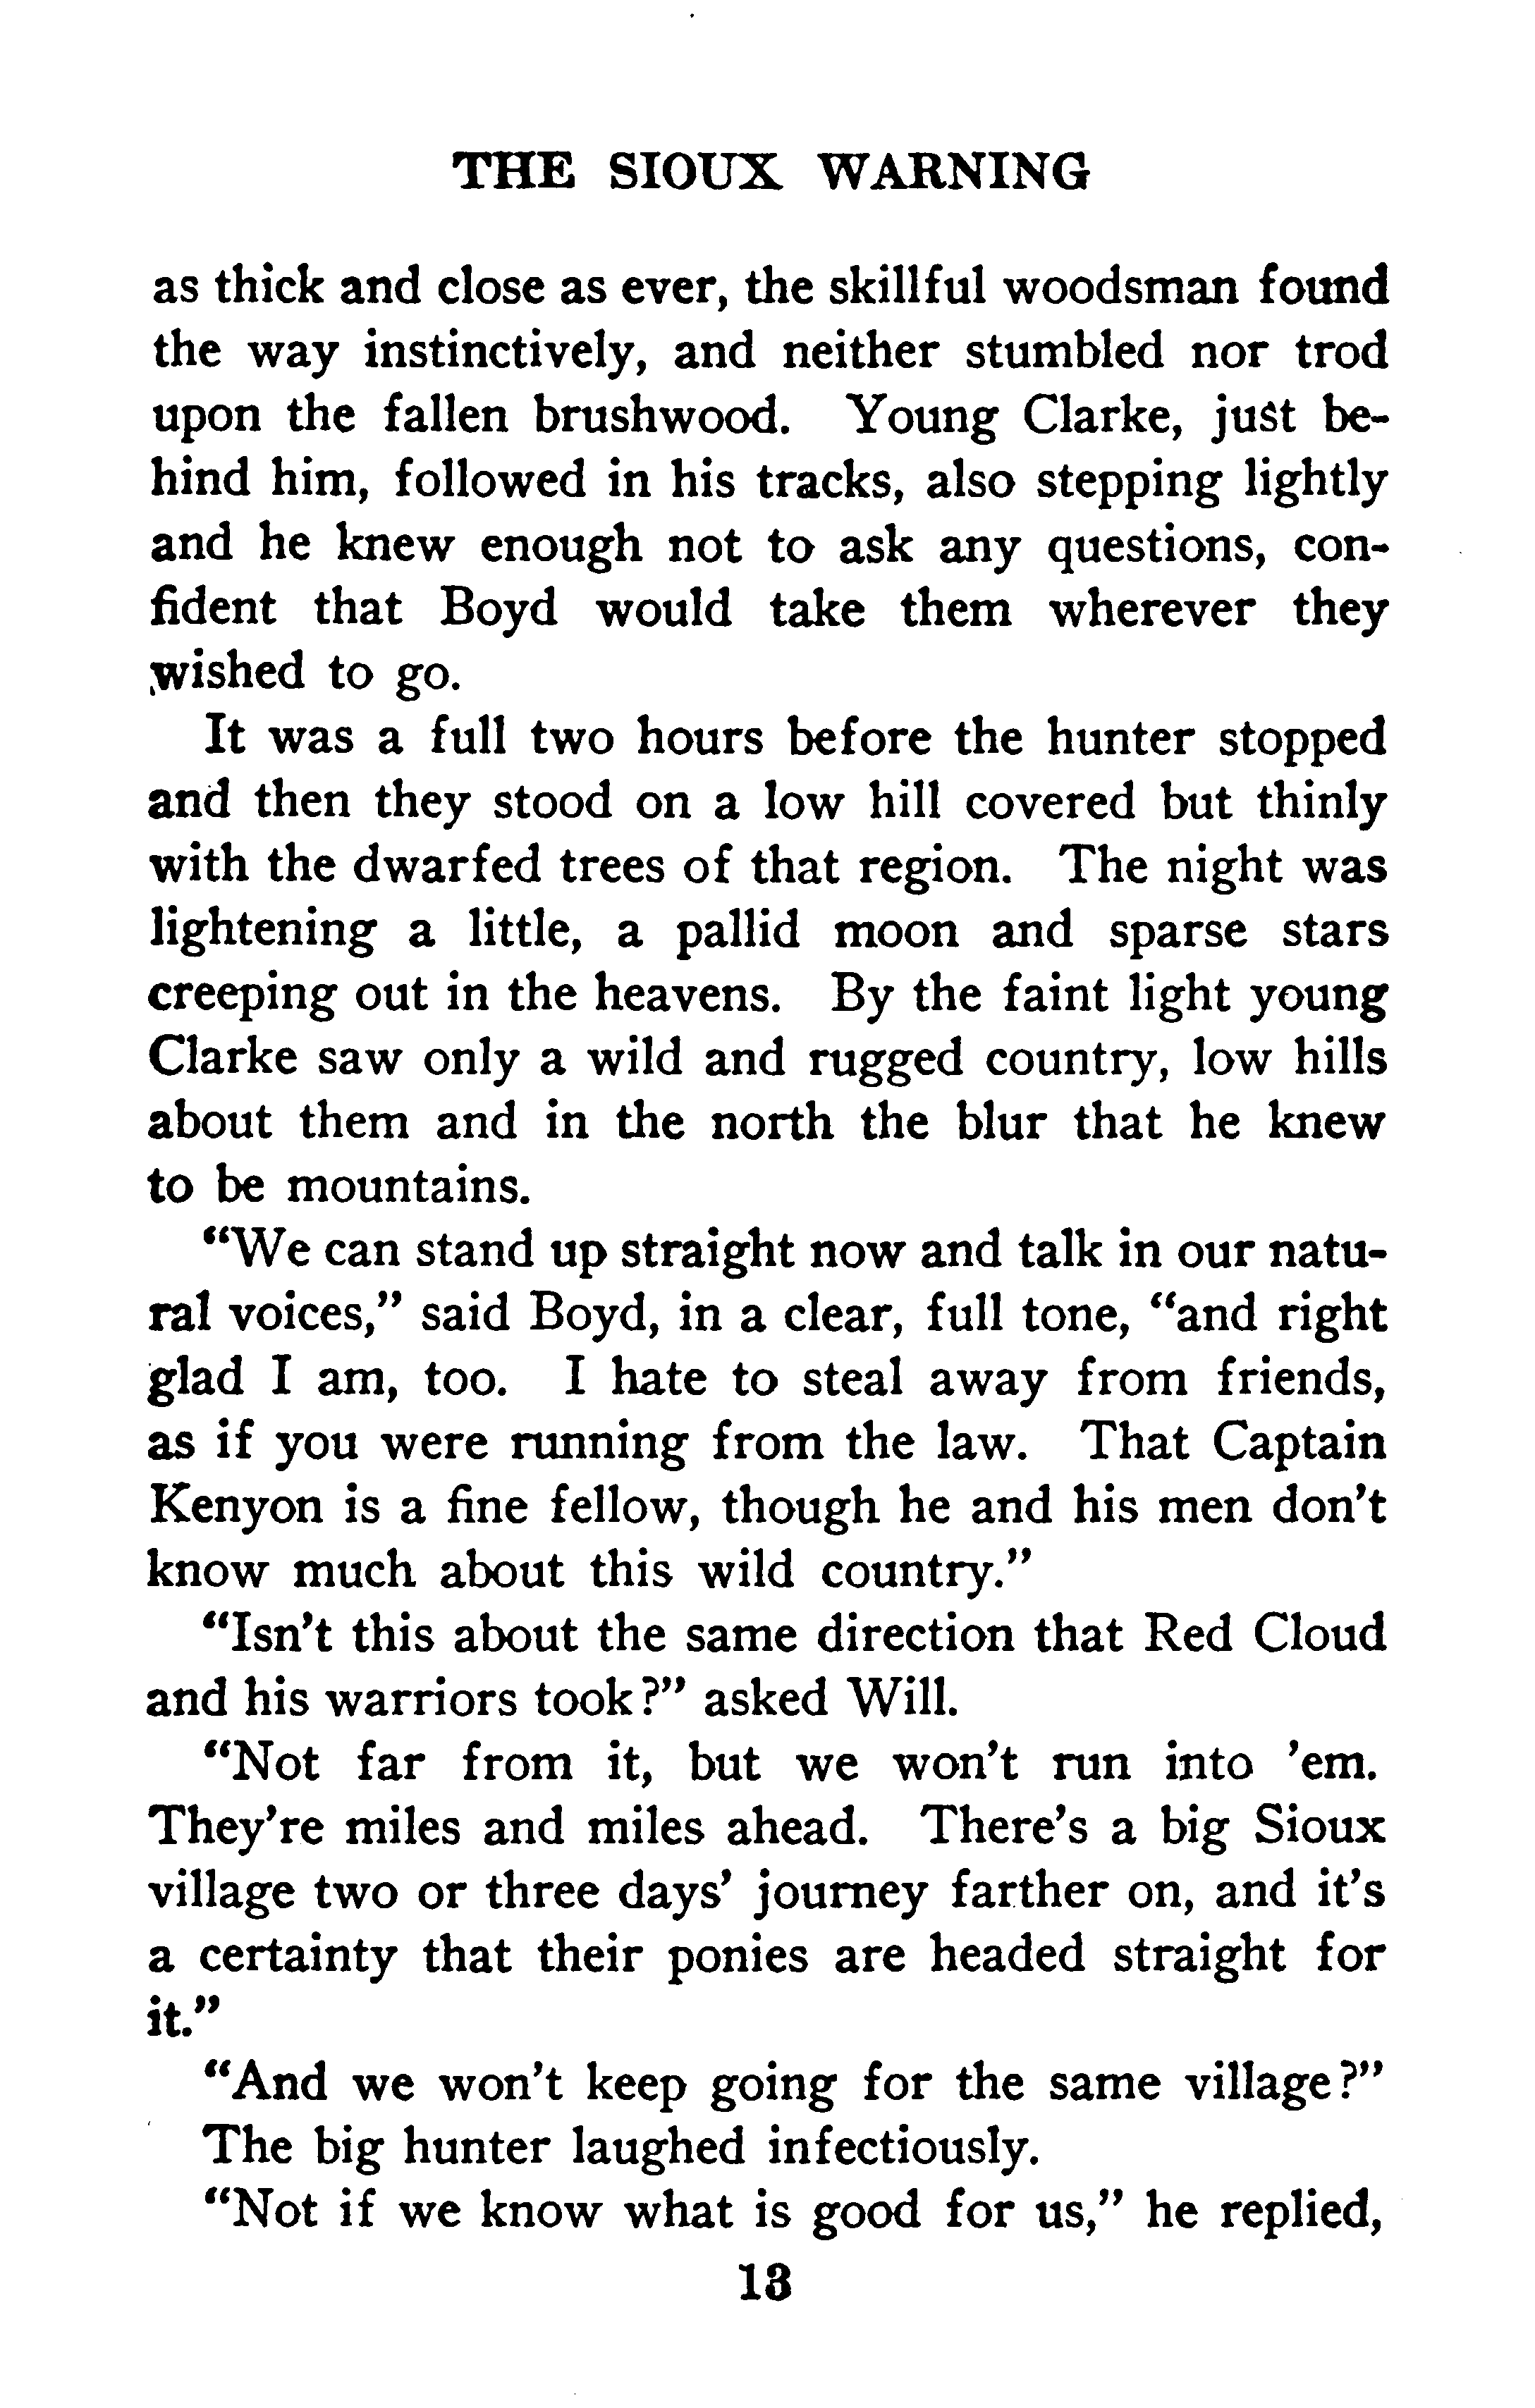 THE SIOUX WARNING
as thick and close as ever, the skillful woodsman found
the way instinctively, and neither stumbled nor trod
upon the fallen brushwood. Young Clarke, just be-
hind him, followed in his tracks, also stepping lightly
and he knew enough not to ask any questions, con-
fident that Boyd would take them wherever they
wished to go.
It was a full two hours before the hunter stopped
and then they stood on a low hill covered but thinly
with the dwarfed trees of that region. The night was
lightening a little, a pallid moon and sparse stars
creeping out in the heavens. By the faint light young
Clarke saw only a wild and rugged country, low hills
about them and in the north the blur that he knew
to be mountains.
“We can stand up straight now and talk in our natu-
ral voices,” said Boyd, in a clear, full tone, “and right
glad I am, too. I hate to steal away from friends,
as if you were running from the law. That Captain
Kenyon is a fine fellow, though he and his men don't
know much about this wild country.”
“Isn't this about the same direction that Red Cloud
and his warriors took?” asked Will.
“Not far from it, but we won't run into 'em.
They're miles and miles ahead. There's a big Sioux
village two or three days' journey farther on, and it's
a certainty that their ponies are headed straight for
it.”
“And we won't keep going for the same village?”
The big hunter laughed infectiously.
“Not if we know what is good for us,” he replied,
13